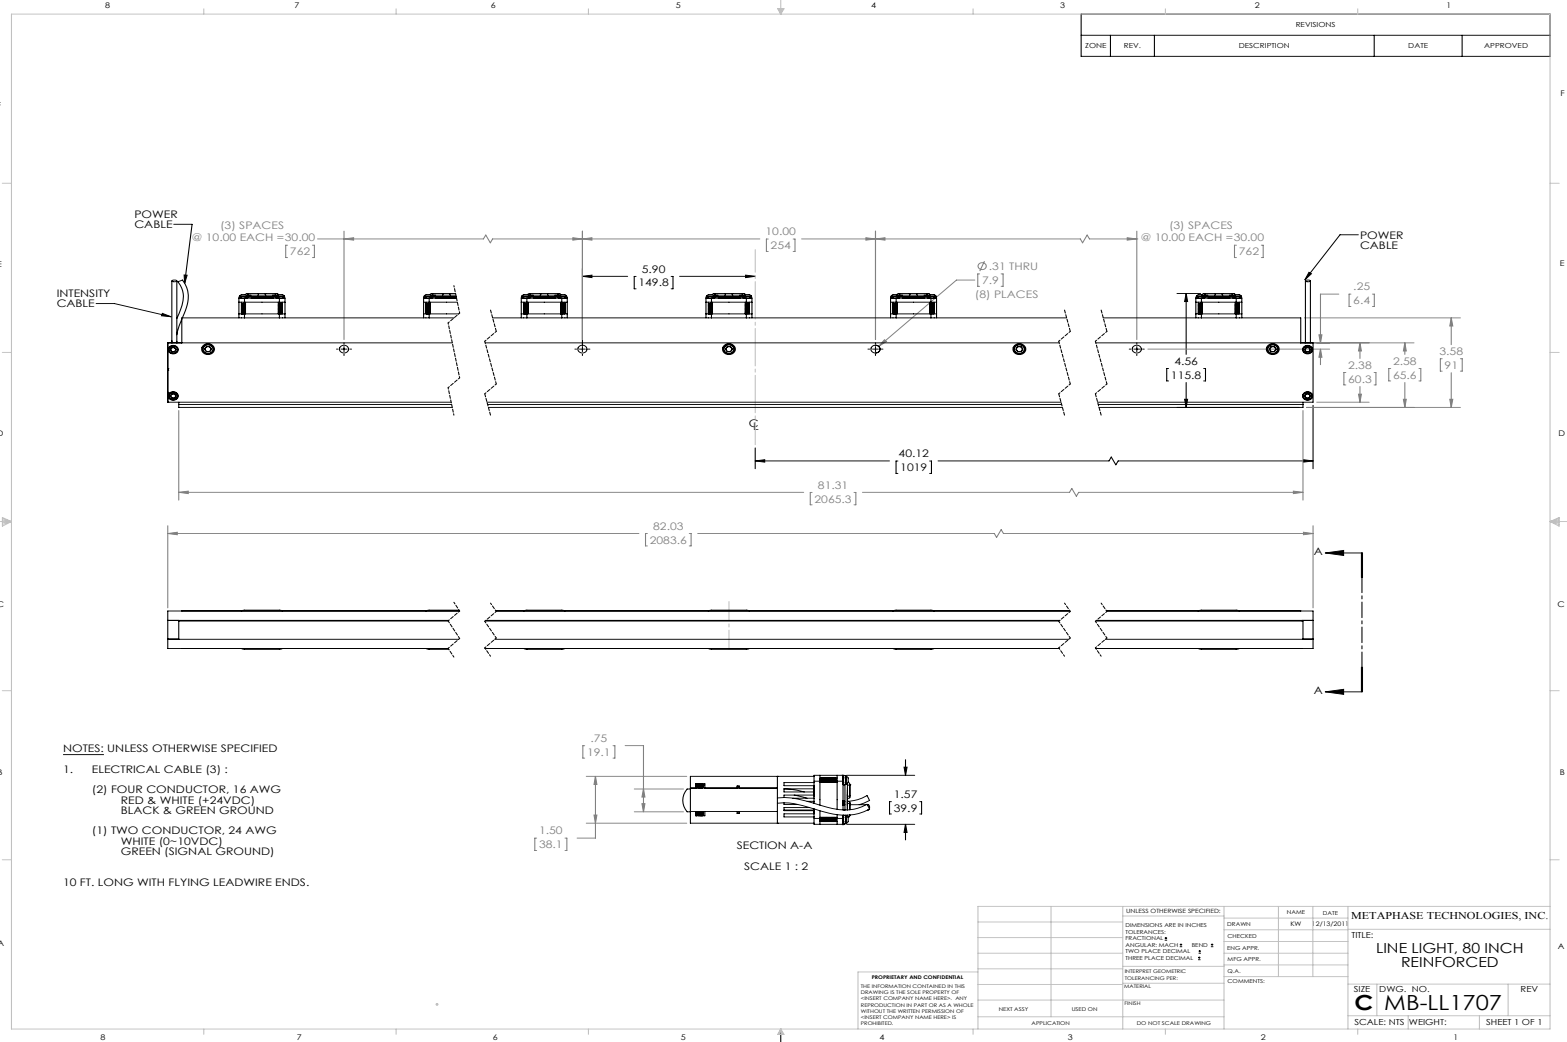 8 7 6 5 4 3 2 1
REVISIONS
ZONE REV. DESCRIPTION DATE APPROVED
F
POWER
CABLE
(3) SPACES
@ 10.00 EACH =30.00
[762]
10.00
[254]
(3) SPACES
@ 10.00 EACH =30.00
[762]
POWER
CABLE
E
5.90
[149.8]
Ø.31 THRU
[7.9]
(8) PLACES
INTENSITY
CABLE
.25
[6.4]
4.56
[115.8]
2.38
[60.3]
2.58
[65.6]
3.58
[91]
D D
40.12
[1019]
81.31
[2065.3]
82.03
[2083.6]
A
C
A
NOTES: UNLESS OTHERWISE SPECIFIED
1. ELECTRICAL CABLE (3) :
(2) FOUR CONDUCTOR, 16 AWG
RED & WHITE (+24VDC)
BLACK & GREEN GROUND
(1) TWO CONDUCTOR, 24 AWG
WHITE (0~10VDC)
GREEN (SIGNAL GROUND)
10 FT. LONG WITH FLYING LEADWIRE ENDS.
.75
[19.1]
1.50
[38.1]
1.57
[39.9]
SECTION A-A
SCALE 1 : 2
B
A
PROPRIETARY AND CONFIDENTIAL
THE INFORMATION CONTAINED IN THIS
DRAWING IS THE SOLE PROPERTY OF
<INSERT COMPANY NAME HERE>. ANY
REPRODUCTION IN PART OR AS A WHOLE
WITHOUT THE WRITTEN PERMISSION OF
<INSERT COMPANY NAME HERE> IS
PROHIBITED.
NEXT ASSY USED ON
APPLICATION
UNLESS OTHERWISE SPECIFIED:
DIMENSIONS ARE IN INCHES
TOLERANCES:
FRACTIONAL ±
ANGULAR: MACH ± BEND ±
TWO PLACE DECIMAL ±
THREE PLACE DECIMAL ±
INTERPRET GEOMETRIC
TOLERANCING PER:
MATERIAL
FINISH
DO NOT SCALE DRAWING
NAME DATE
DRAWN KW 12/13/2011
CHECKED
ENG APPR.
MFG APPR.
Q.A.
COMMENTS:
METAPHASE TECHNOLOGIES, INC.
TITLE:
LINE LIGHT, 80 INCH
REINFORCED
SIZE DWG. NO. REV
C MB-LL1707
SCALE: NTS WEIGHT: SHEET 1 OF 1
8 7 6 5 4 3 2 1